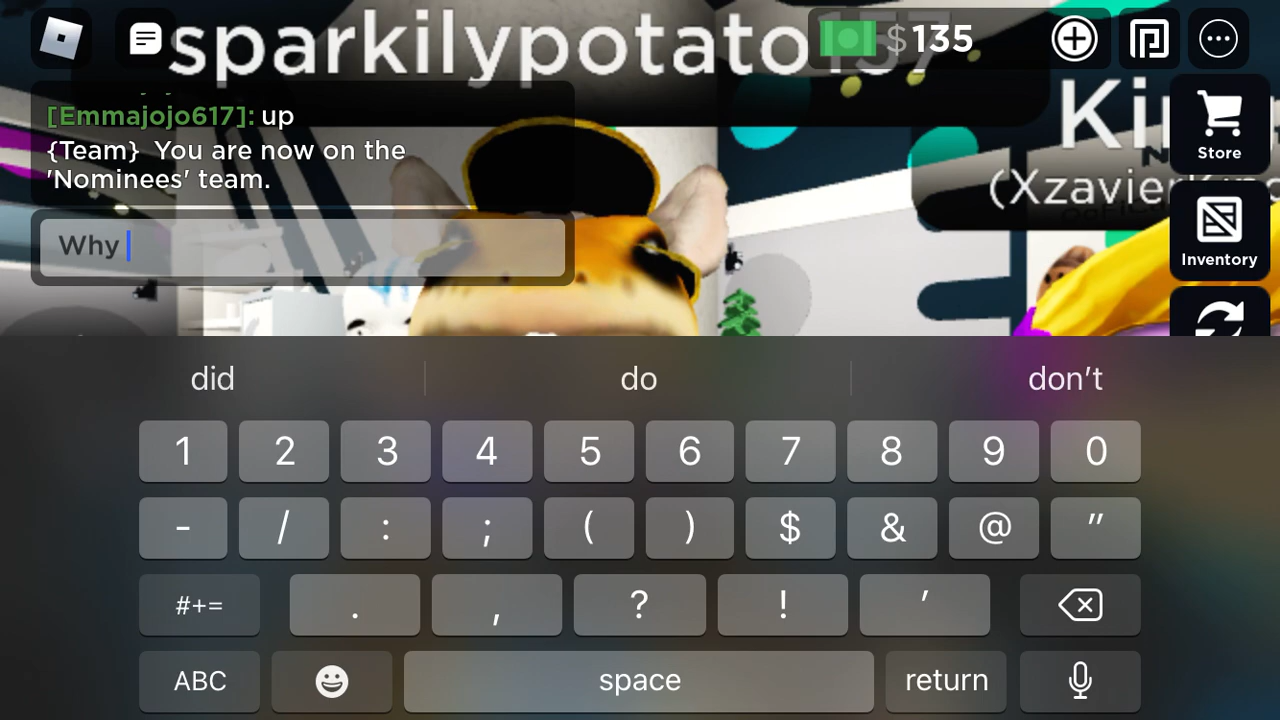 sparkilypotato157
$ 135
[Emmajojo617]: up
{Team} You are now on the
'Nominees' team.
Why
Store
Inventory
did do don't
1 2 3 4 5 6 7 8 9 0
- / : ; ( ) $ & @ "
#+= . , ? ! '
ABC space return